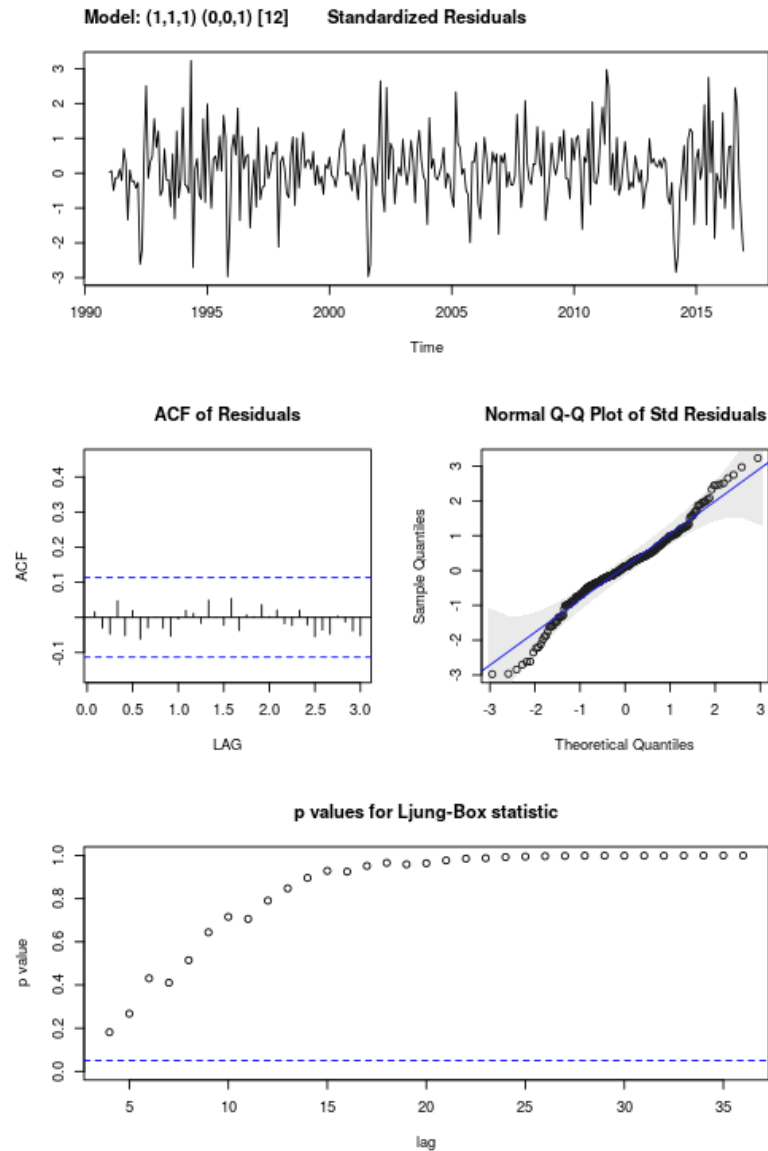 Model: (1,1,1) (0,0,1) [12] Standardized Residuals
3
2
1
0
-1
-2
-3
1990 1995 2000 2005 2010 2015
Time
ACF of Residuals
ACF
0.4
0.3
0.2
0.1
-0.1
0.0 0.5 1.0 1.5 2.0 2.5 3.0
LAG
Normal Q-Q Plot of Std Residuals
Sample Quantiles
3
2
1
0
-1
-2
-3
-3 -2 -1 0 1 2 3
Theoretical Quantiles
p values for Ljung-Box statistic
p value
1.0
0.8
0.6
0.4
0.2
0.0
5 10 15 20 25 30 35
lag